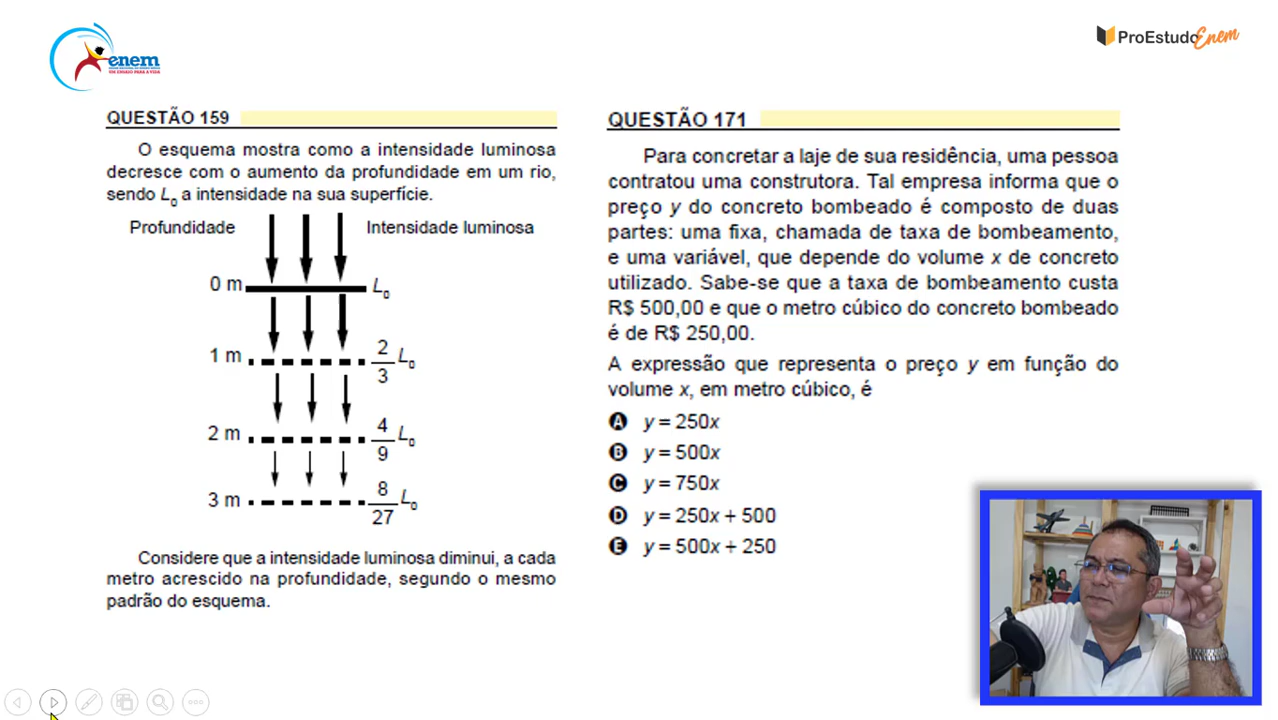 enem
ProEstudoEnem
QUESTÃO 159
O esquema mostra como a intensidade luminosa
decresce com o aumento da profundidade em um rio,
sendo L0 a intensidade na sua superfície.
Profundidade Intensidade luminosa
0 m L0
1 m 2/3 L0
2 m 4/9 L0
3 m 8/27 L0
Considere que a intensidade luminosa diminui, a cada
metro acrescido na profundidade, segundo o mesmo
padrão do esquema.
QUESTÃO 171
Para concretar a laje de sua residência, uma pessoa
contratou uma construtora. Tal empresa informa que o
preço y do concreto bombeado é composto de duas
partes: uma fixa, chamada de taxa de bombeamento,
e uma variável, que depende do volume x de concreto
utilizado. Sabe-se que a taxa de bombeamento custa
R$ 500,00 e que o metro cúbico do concreto bombeado
é de R$ 250,00.
A expressão que representa o preço y em função do
volume x, em metro cúbico, é
A y = 250x
B y = 500x
C y = 750x
D y = 250x + 500
E y = 500x + 250